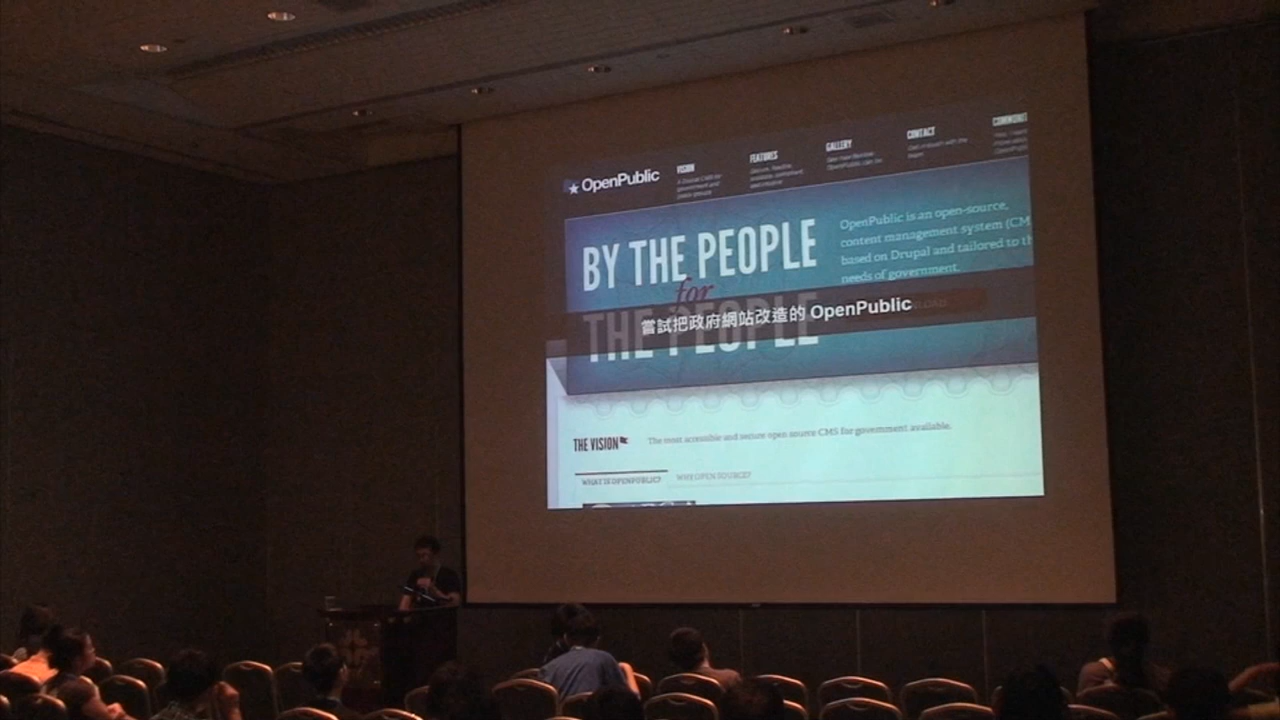 OpenPublic
VISION
FEATURES
GALLERY
CONTACT
BY THE PEOPLE
for
THE PEOPLE
OpenPublic is an open-source,
content management system (CM
based on Drupal and tailored to th
needs of government.
嘗試把政府網站改造的 OpenPublic
THE VISION
The most accessible and secure open source CMS for government available.
WHAT IS OPENPUBLIC?
WHY OPEN SOURCE?